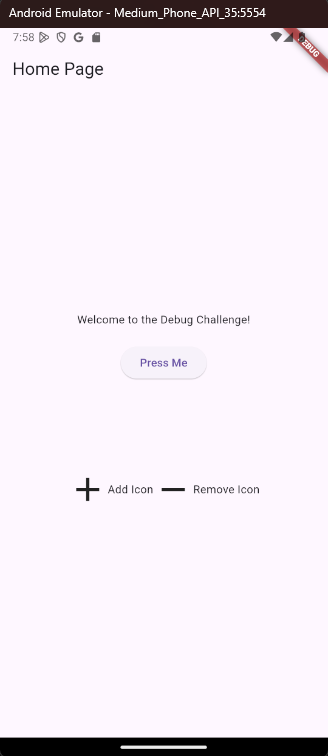 Android Emulator - Medium_Phone_API_35:5554
7:58
DEBUG
Home Page
Welcome to the Debug Challenge!
Press Me
Add Icon Remove Icon